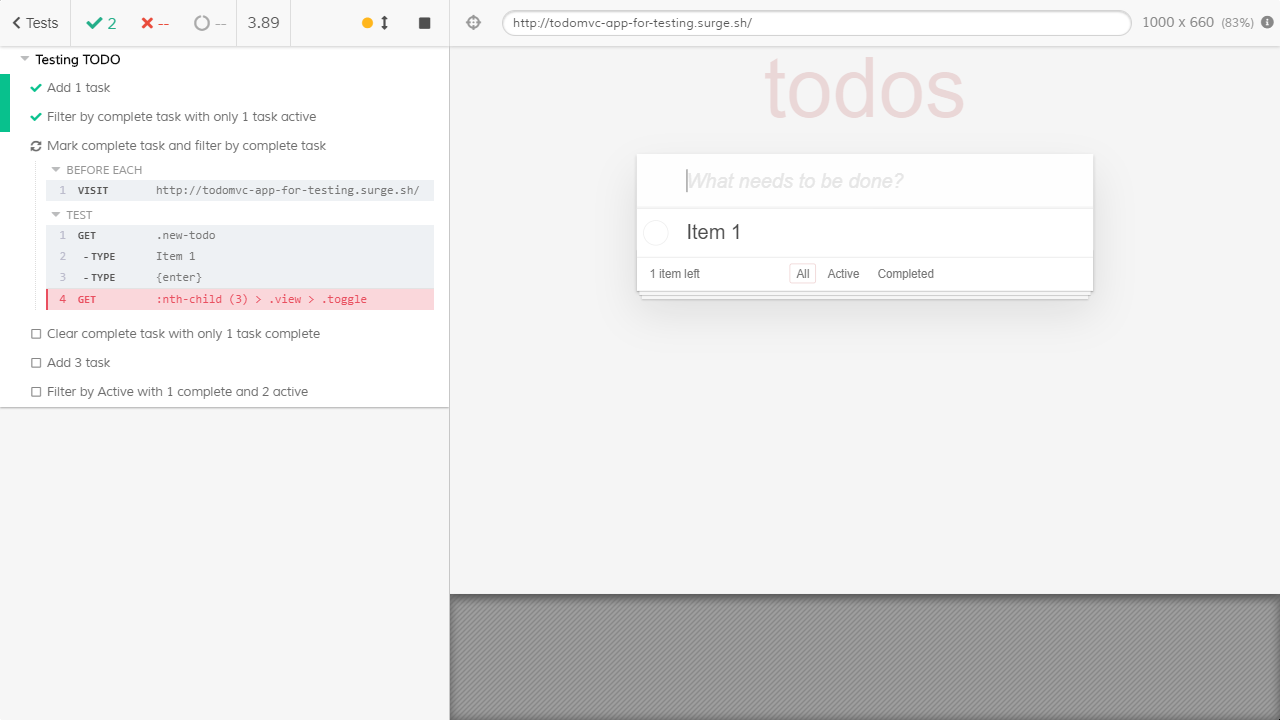 Tests 2 -- -- 3.89
http://todomvc-app-for-testing.surge.sh/ 1000 x 660 (83%)
Testing TODO
Add 1 task
Filter by complete task with only 1 task active
Mark complete task and filter by complete task
BEFORE EACH
1 VISIT http://todomvc-app-for-testing.surge.sh/
TEST
1 GET .new-todo
2 -TYPE Item 1
3 -TYPE {enter}
4 GET :nth-child (3) > .view > .toggle
Clear complete task with only 1 task complete
Add 3 task
Filter by Active with 1 complete and 2 active
todos
What needs to be done?
Item 1
1 item left All Active Completed